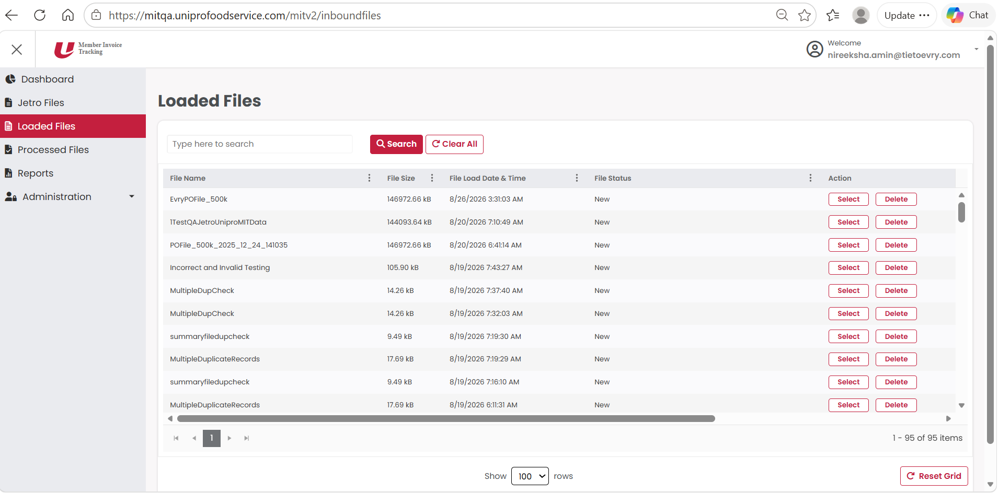 https://mitqa.uniprofoodservice.com/mitv2/inboundfiles
Update
Chat
Member Invoice
Tracking
Welcome
nireeksha.amin@tietoevry.com
Dashboard
Jetro Files
Loaded Files
Processed Files
Reports
Administration
Loaded Files
Type here to search
Search
Clear All
File Name File Size File Load Date & Time File Status Action
EvryPOFile_500k 146972.66 kB 8/26/2026 3:31:03 AM New Select Delete
1TestQAJetroUniproMITData 144093.64 kB 8/20/2026 7:10:49 AM New Select Delete
POFile_500k_2025_12_24_141035 146972.66 kB 8/20/2026 6:41:14 AM New Select Delete
Incorrect and Invalid Testing 105.90 kB 8/19/2026 7:43:27 AM New Select Delete
MultipleDupCheck 14.26 kB 8/19/2026 7:37:40 AM New Select Delete
MultipleDupCheck 14.26 kB 8/19/2026 7:32:03 AM New Select Delete
summaryfiledupcheck 9.49 kB 8/19/2026 7:19:30 AM New Select Delete
MultipleDuplicateRecords 17.69 kB 8/19/2026 7:19:29 AM New Select Delete
summaryfiledupcheck 9.49 kB 8/19/2026 7:16:10 AM New Select Delete
MultipleDuplicateRecords 17.69 kB 8/19/2026 6:11:31 AM New Select Delete
1
1 - 95 of 95 items
Show 100 rows
Reset Grid